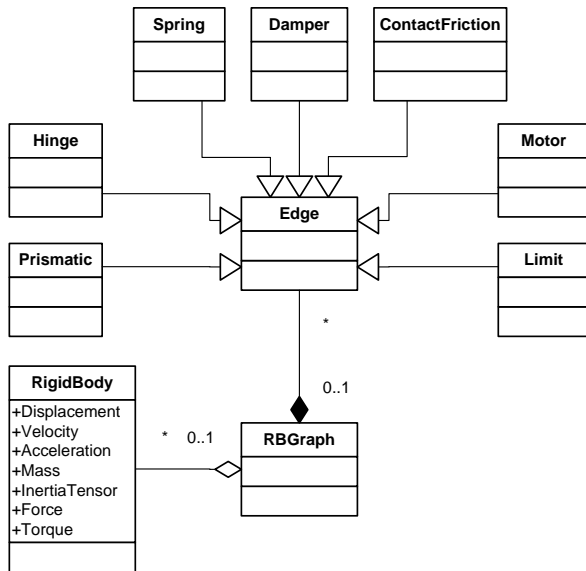 Spring
Damper
ContactFriction
Hinge
Motor
Edge
Prismatic
Limit
*
0..1
RigidBody
+Displacement
+Velocity
+Acceleration
+Mass
+InertiaTensor
+Force
+Torque
* 0..1
RBGraph